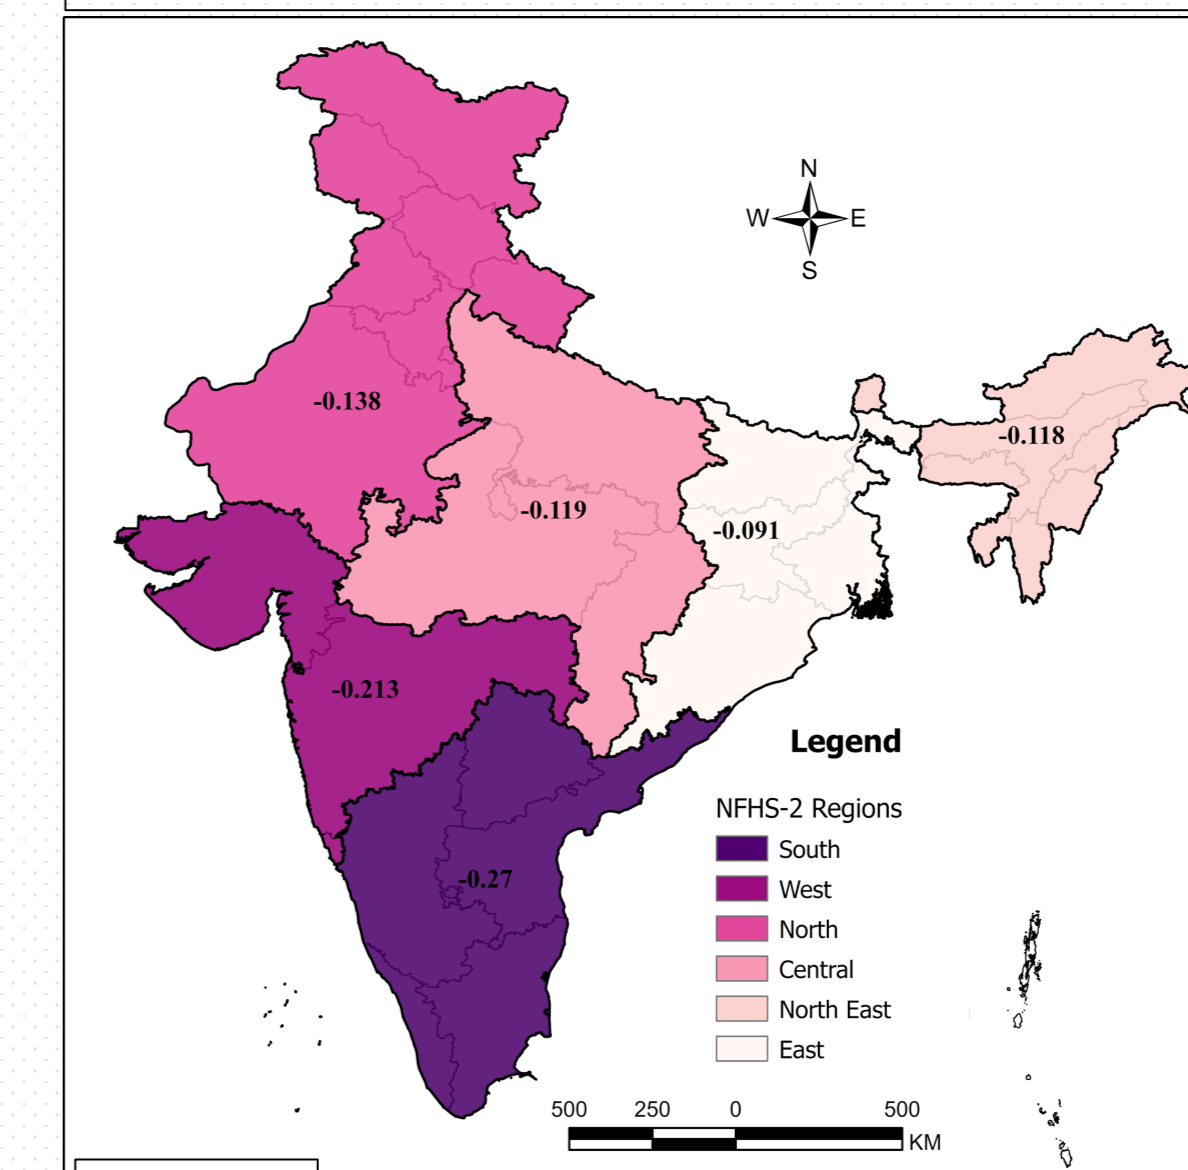 N
W E
S
-0.138
-0.118
-0.119
-0.091
-0.213
Legend
NFHS-2 Regions
South
West
-0.27
North
Central
North East
East
500 250 0 500
KM